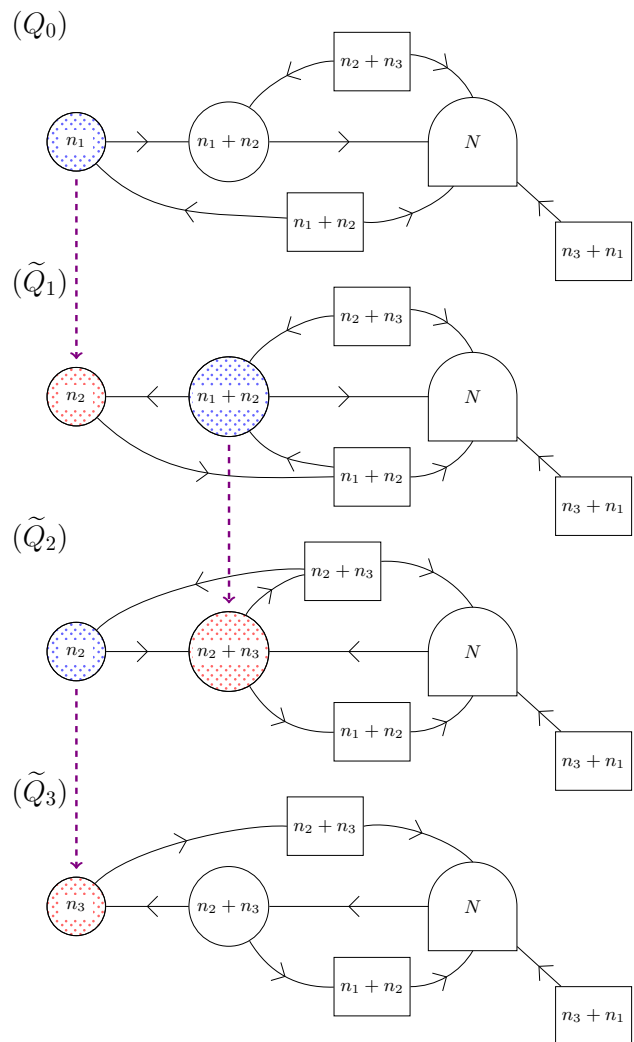 (Q_0)
n_2 + n_3
n_1
n_1 + n_2
N
n_1 + n_2
n_3 + n_1
(\widetilde{Q}_1)
n_2 + n_3
n_2
n_1 + n_2
N
n_1 + n_2
n_3 + n_1
(\widetilde{Q}_2)
n_2 + n_3
n_2
n_2 + n_3
N
n_1 + n_2
n_3 + n_1
(\widetilde{Q}_3)
n_2 + n_3
n_3
n_2 + n_3
N
n_1 + n_2
n_3 + n_1